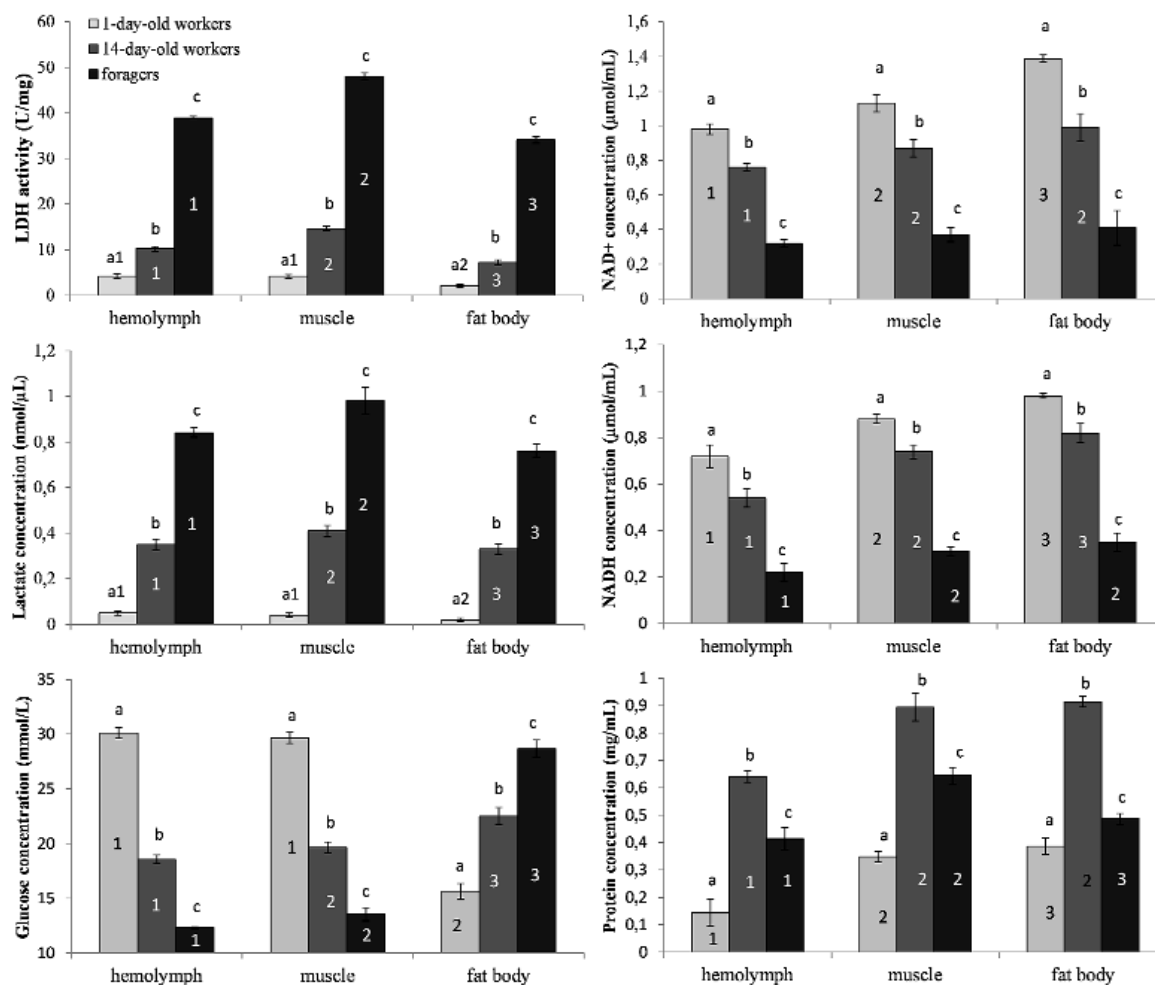 1-day-old workers
14-day-old workers
foragers
LDH activity (U/mg)
60
50
40
30
20
10
0
a1 b c a1 b c a2 b c
1 1 2 2 3 3
hemolymph muscle fat body
NAD+ concentration (µmol/mL)
1,6
1,4
1,2
1
0,8
0,6
0,4
0,2
0
a b c a b c a b c
1 1 2 2 3 2
hemolymph muscle fat body
Lactate concentration (nmol/µL)
1,2
1
0,8
0,6
0,4
0,2
0
a1 b c a1 b c a2 b c
1 1 2 2 3 3
hemolymph muscle fat body
NADH concentration (µmol/mL)
1,2
1
0,8
0,6
0,4
0,2
0
a b c a b c a b c
1 1 1 2 2 2 3 3 2
hemolymph muscle fat body
Glucose concentration (mmol/L)
35
30
25
20
15
10
a b c a b c a b c
1 1 1 1 2 2 2 3 3
hemolymph muscle fat body
Protein concentration (mg/mL)
1
0,9
0,8
0,7
0,6
0,5
0,4
0,3
0,2
0,1
0
a b c a b c a b c
1 1 1 2 2 2 3 2 3
hemolymph muscle fat body